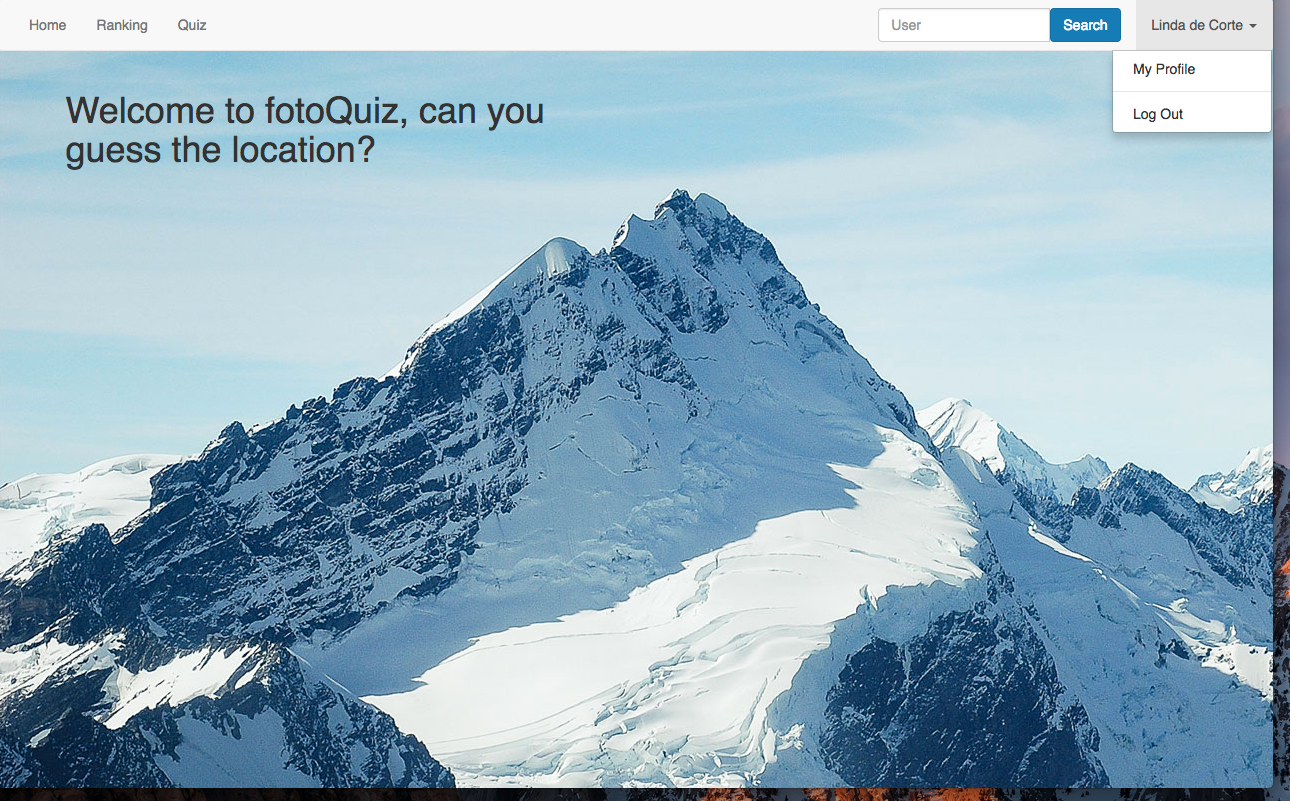 Home Ranking Quiz User Search Linda de Corte
My Profile
Log Out
Welcome to fotoQuiz, can you
guess the location?